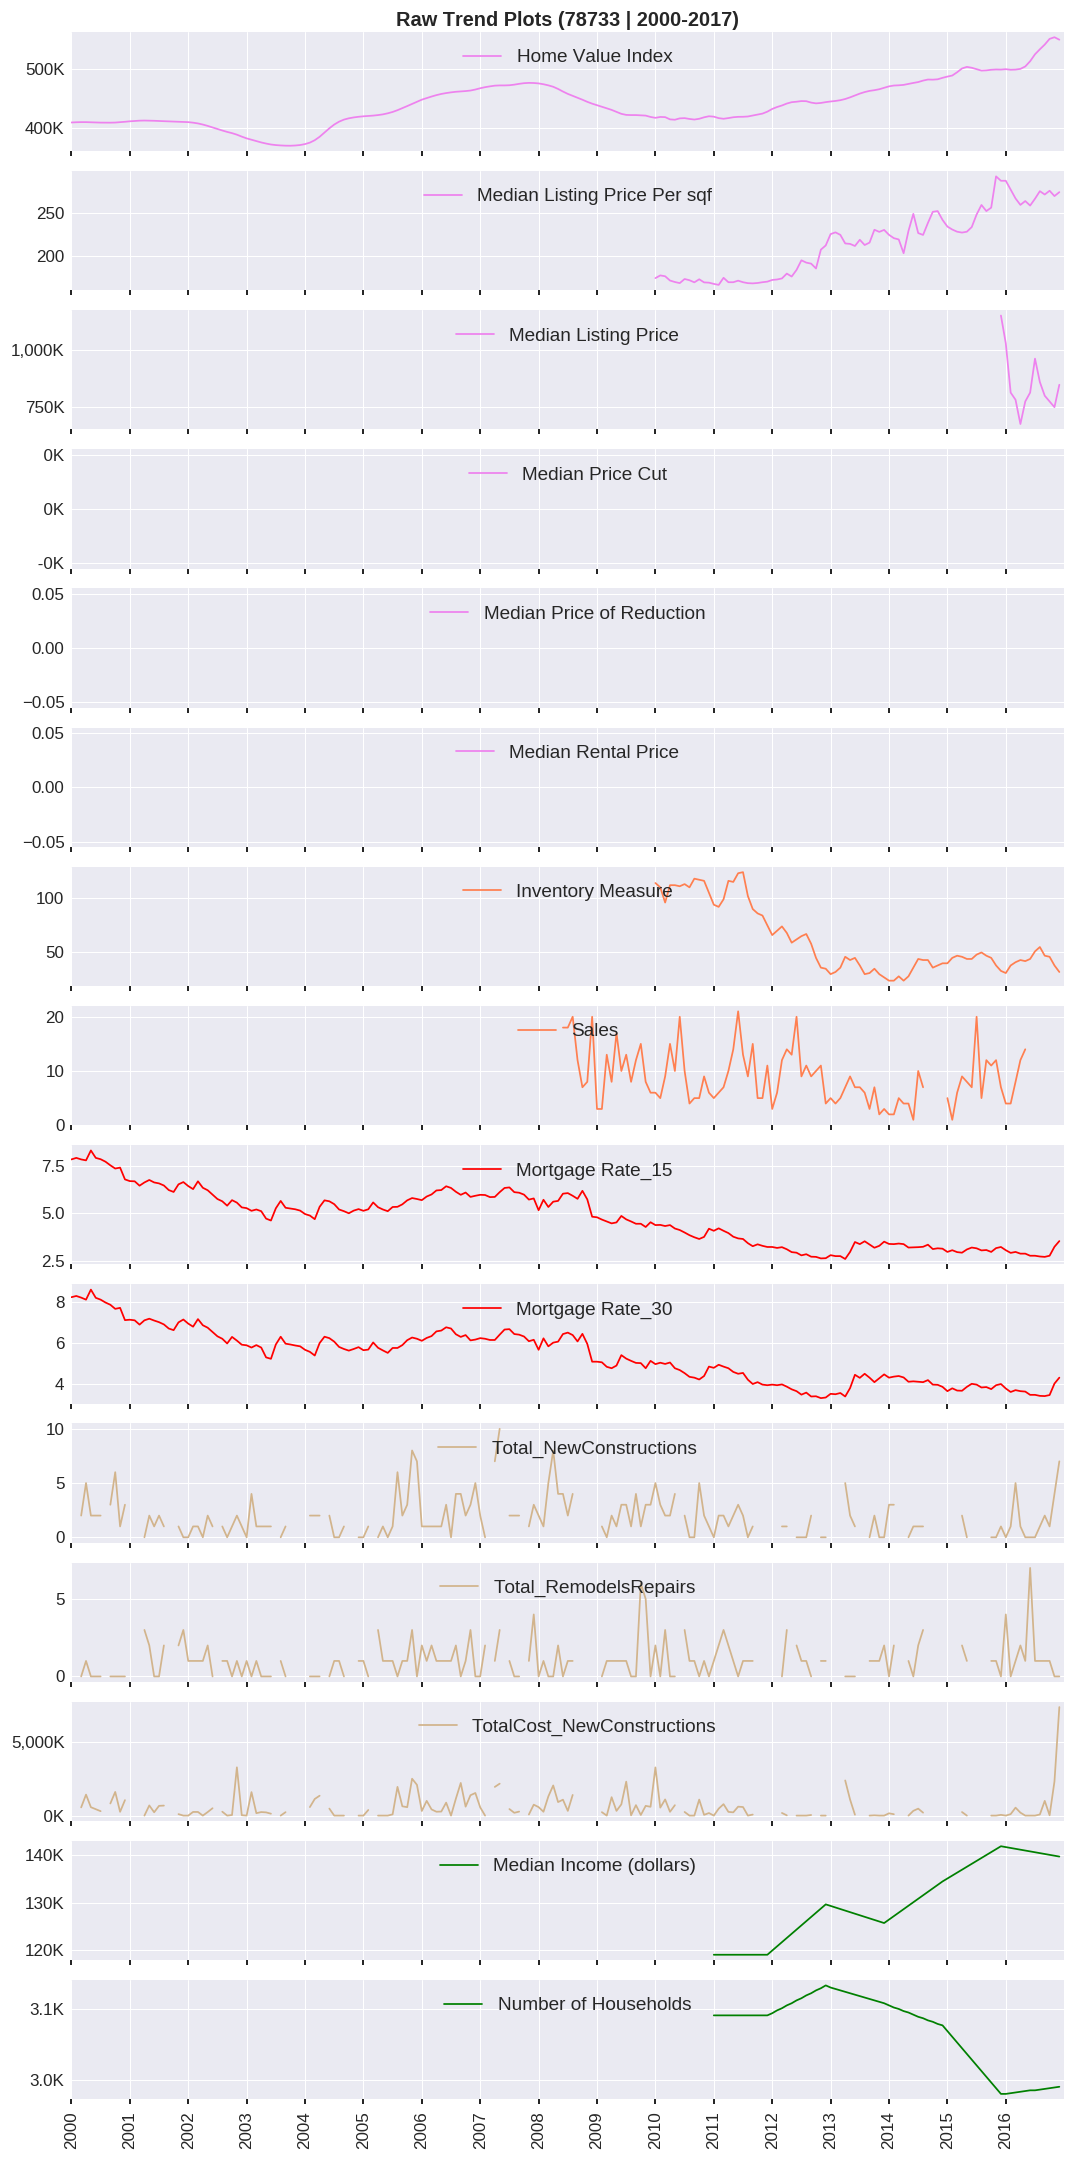 Raw Trend Plots (78733 | 2000-2017)
Home Value Index
500K
400K
Median Listing Price Per sqf
250
200
Median Listing Price
1,000K
750K
0K
Median Price Cut
0K
-0K
0.05
Median Price of Reduction
0.00
−0.05
0.05
Median Rental Price
0.00
−0.05
Inventory Measure
100
50
20
Sales
10
0
7.5
Mortgage Rate_15
5.0
2.5
8
Mortgage Rate_30
6
4
10
Total_NewConstructions
5
0
Total_RemodelsRepairs
5
0
TotalCost_NewConstructions
5,000K
0K
140K
Median Income (dollars)
130K
120K
Number of Households
3.1K
3.0K
2000 2001 2002 2003 2004 2005 2006 2007 2008 2009 2010 2011 2012 2013 2014 2015 2016